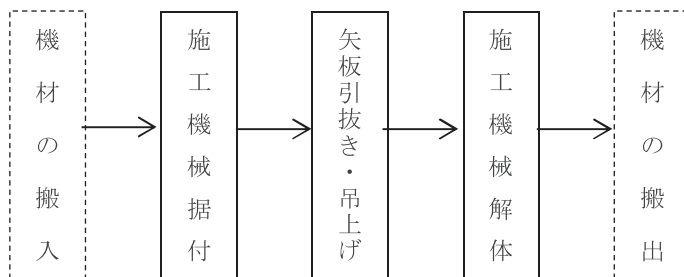 機材の搬入
施工機械据付
矢板引抜き・吊上げ
施工機械解体
機材の搬出